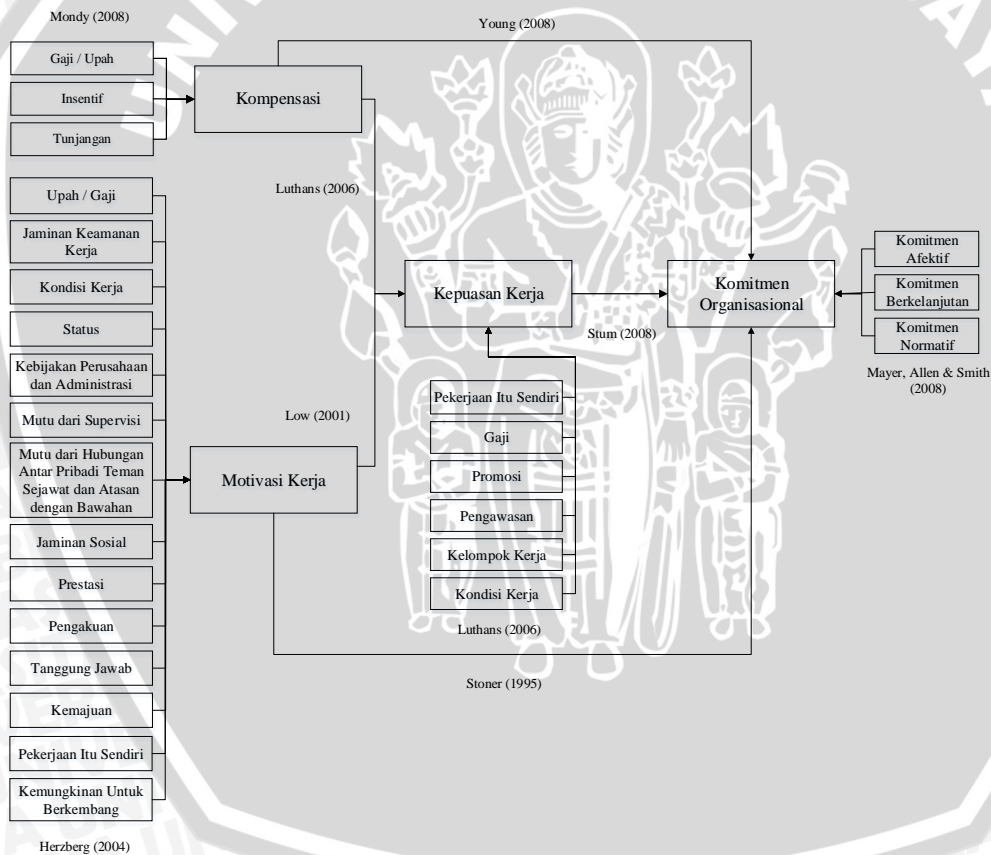 Mondy (2008)
Young (2008)
Gaji / Upah
Insentif
Tunjangan
Kompensasi
Luthans (2006)
Upah / Gaji
Jaminan Keamanan
Kerja
Kondisi Kerja
Status
Kebijakan Perusahaan
dan Administrasi
Mutu dari Supervisi
Mutu dari Hubungan
Antar Pribadi Teman
Sejawat dan Atasan
dengan Bawahan
Jaminan Sosial
Prestasi
Pengakuan
Tanggung Jawab
Kemajuan
Pekerjaan Itu Sendiri
Kemungkinan Untuk
Berkembang
Herzberg (2004)
Low (2001)
Motivasi Kerja
Kepuasan Kerja
Stum (2008)
Pekerjaan Itu Sendiri
Gaji
Promosi
Pengawasan
Kelompok Kerja
Kondisi Kerja
Luthans (2006)
Stoner (1995)
Komitmen
Organisasional
Komitmen
Afektif
Komitmen
Berkelanjutan
Komitmen
Normatif
Mayer, Allen & Smith
(2008)